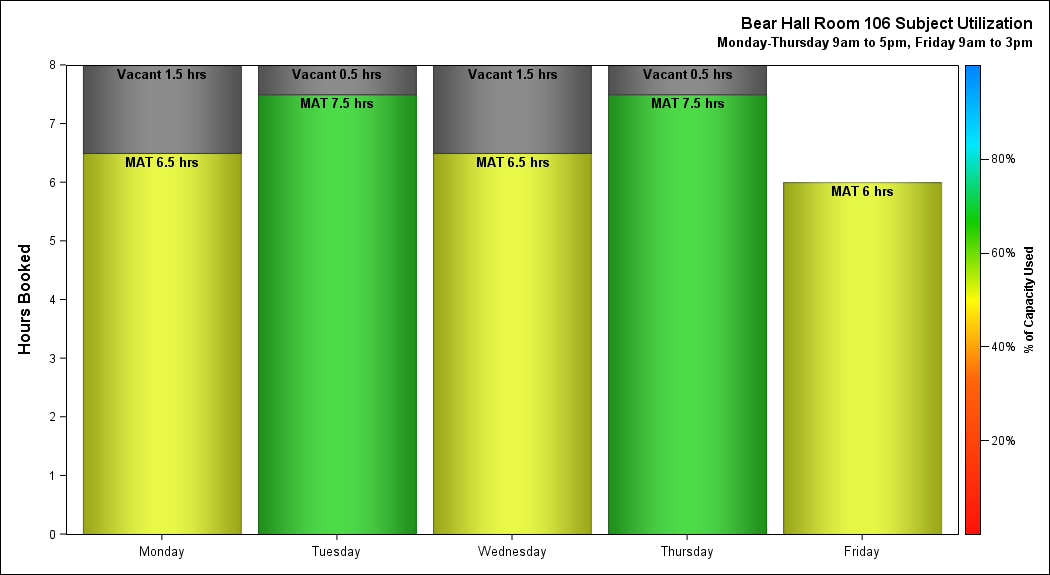 Bear Hall Room 106 Subject Utilization
Monday-Thursday 9am to 5pm, Friday 9am to 3pm
Hours Booked
8
7
6
5
4
3
2
1
0
Vacant 1.5 hrs
MAT 6.5 hrs
Vacant 0.5 hrs
MAT 7.5 hrs
Vacant 1.5 hrs
MAT 6.5 hrs
Vacant 0.5 hrs
MAT 7.5 hrs
MAT 6 hrs
Monday
Tuesday
Wednesday
Thursday
Friday
80%
60%
40%
20%
% of Capacity Used